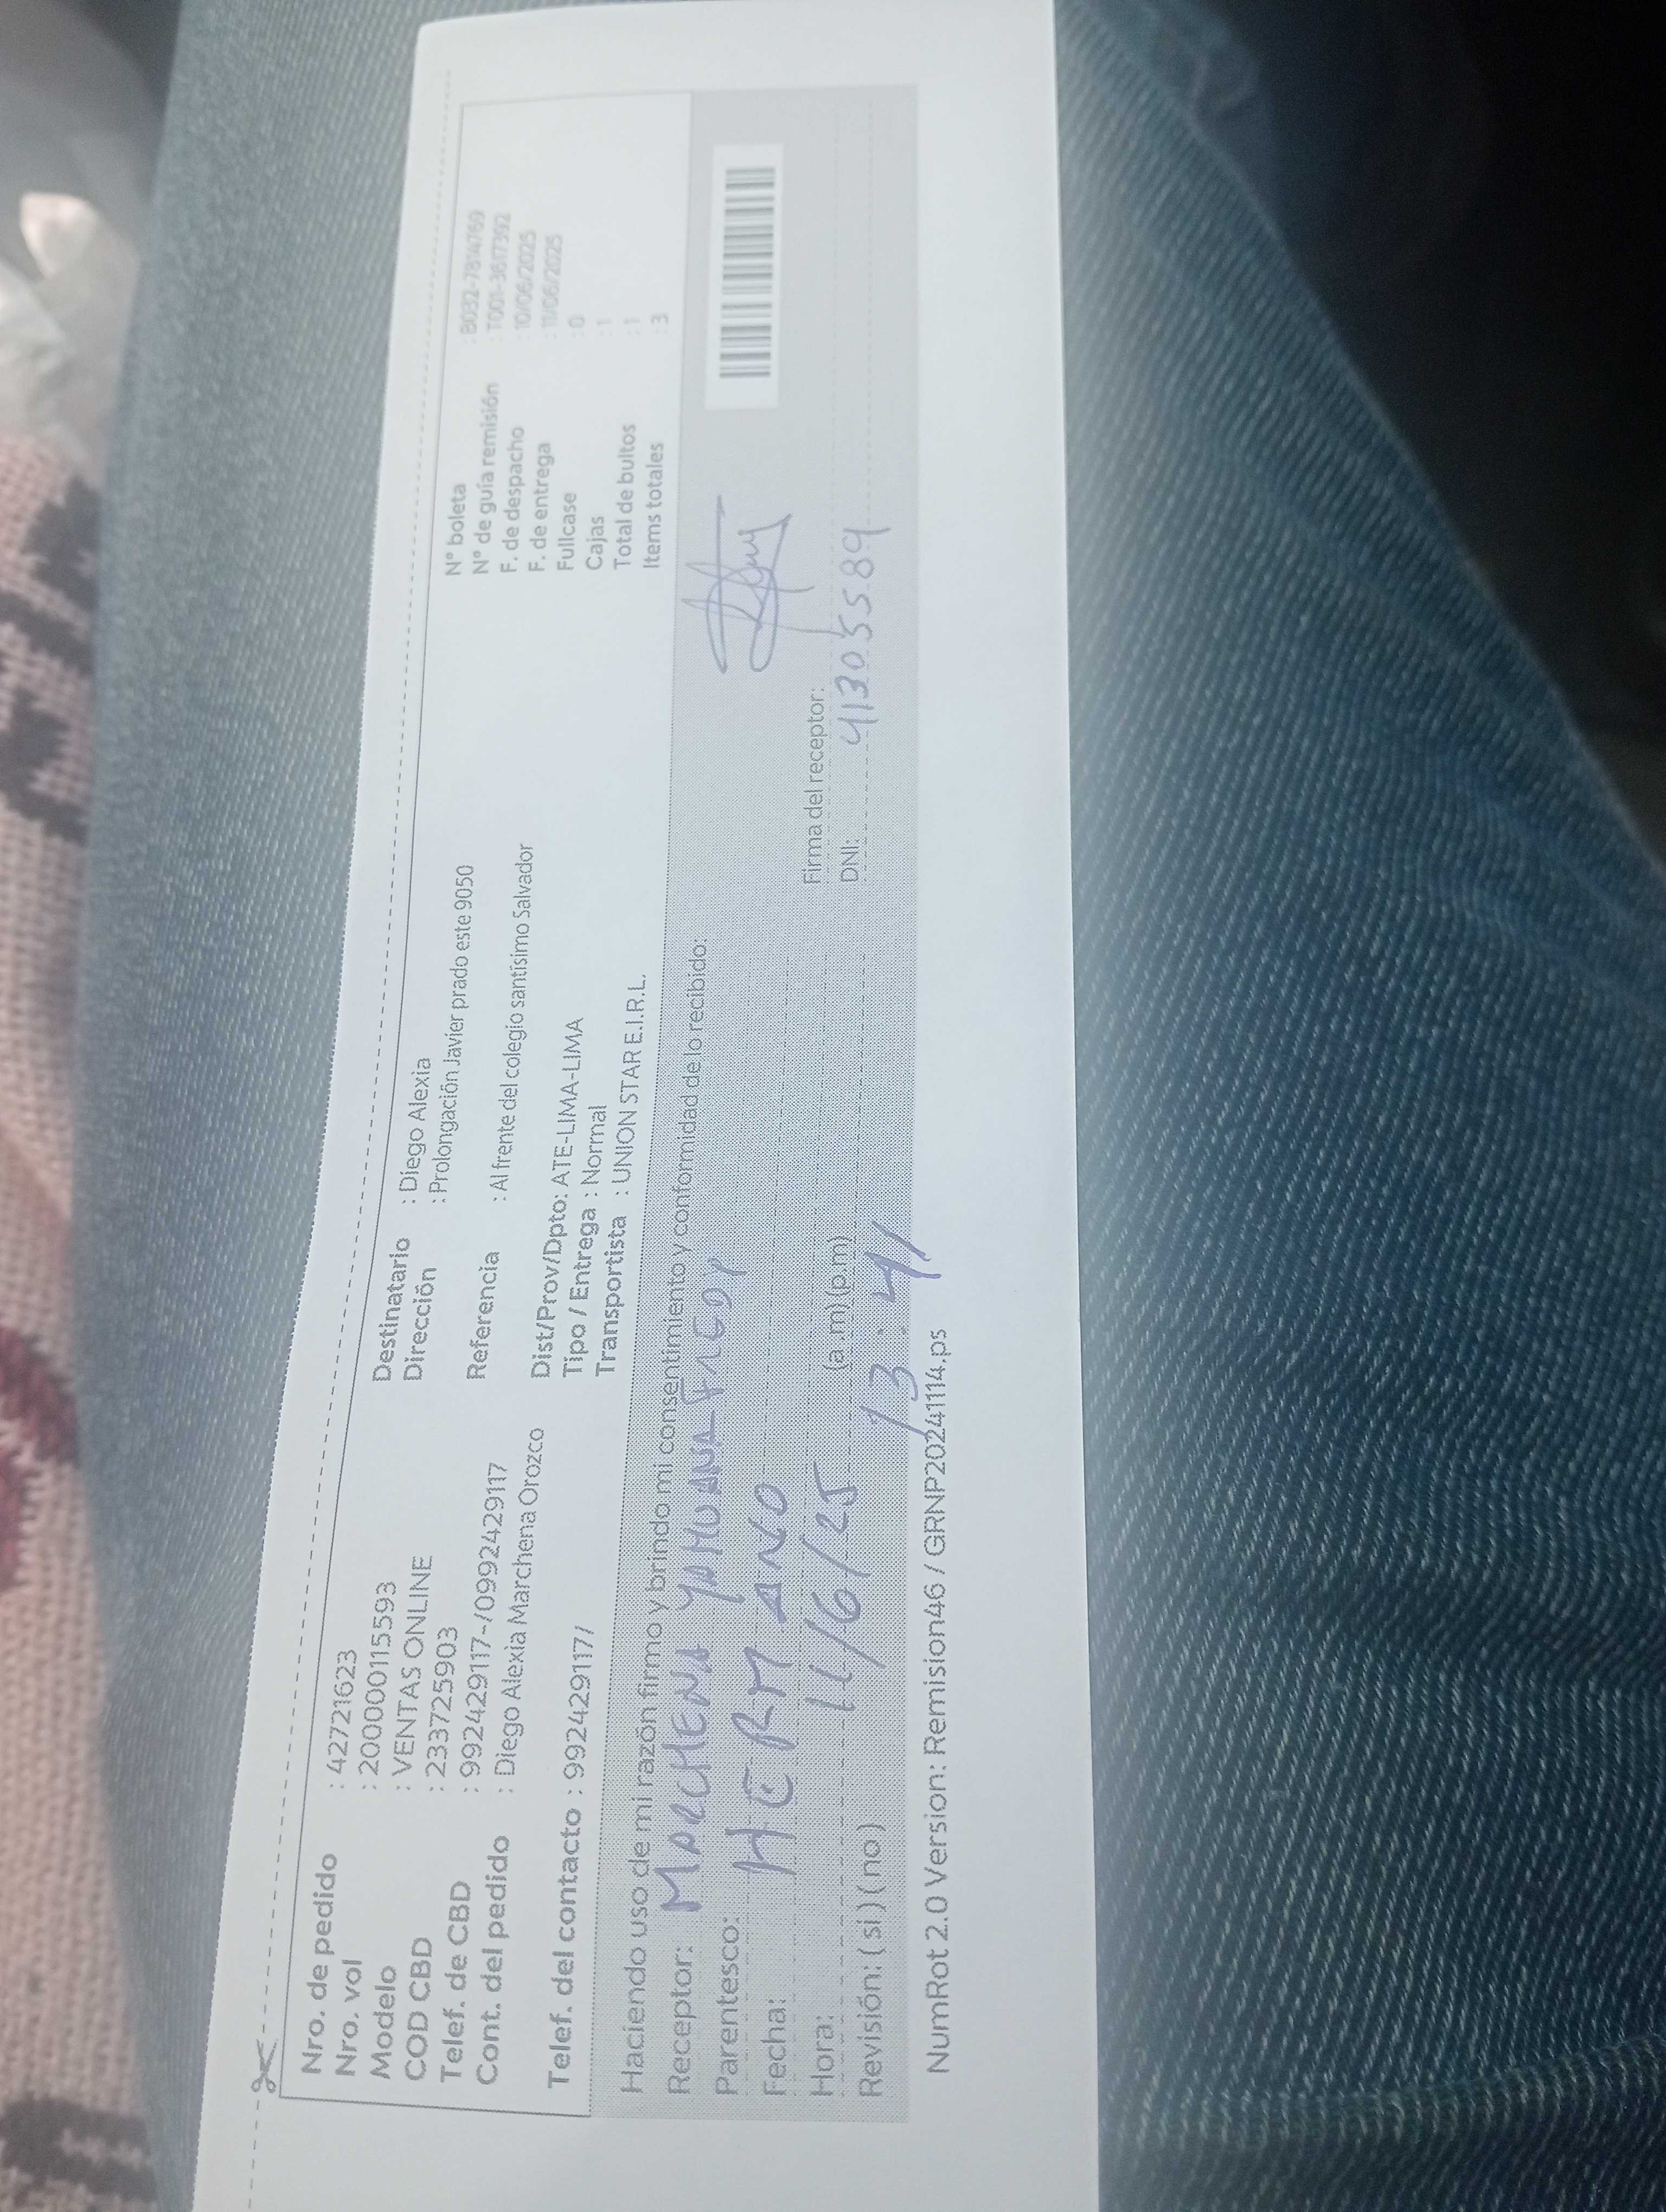 Nro. de pedido : 42721623
Nro. vol : 2000000115593
Modelo : VENTAS ONLINE
COD CBD : 233725903
Telef. de CBD : 992429117-/0992429117
Cont. del pedido : Diego Alexia Marchena Orozco
Telef. del contacto : 992429117/
Destinatario : Diego Alexia
Dirección : Prolongación Javier prado este 9050
Referencia : Al frente del colegio santísimo Salvador
Dist/Prov/Dpto: ATE-LIMA-LIMA
Tipo / Entrega : Normal
Transportista : UNION STAR E.I.R.L.
N° boleta : B032-7814769
N° de guía remisión : T001-3617392
F. de despacho : 10/06/2025
F. de entrega : 11/06/2025
Fullcase : 0
Cajas : 1
Total de bultos : 1
Items totales : 3
Haciendo uso de mi razón firmo y brindo mi consentimiento y conformidad de lo recibido:
Receptor: MARCHENA
Parentesco: HERMANO
Fecha: 11/6/25
Hora: (a.m) (p.m)
13:41
Revisión: (si) (no)
Firma del receptor:
DNI: 41305589
NumRot 2.0 Version: Remision46 / GRNP20241114.ps